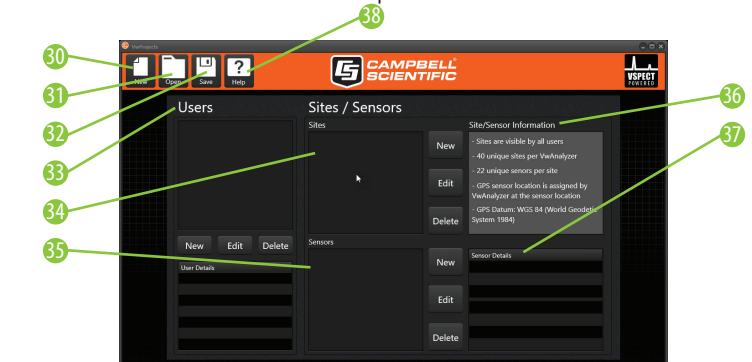 38
30
31
32
33
34
35
36
37
VwProjects
New
Open
Save
Help
CAMPBELL
SCIENTIFIC
VSPECT
POWERED
Users
Sites / Sensors
Sites
Site/Sensor Information
New
Edit
Delete
- Sites are visible by all users
- 40 unique sites per VwAnalyzer
- 22 unique senors per site
- GPS sensor location is assigned by
VwAnalyzer at the sensor location
- GPS Datum: WGS 84 (World Geodetic
System 1984)
New
Edit
Delete
User Details
Sensors
New
Edit
Delete
Sensor Details